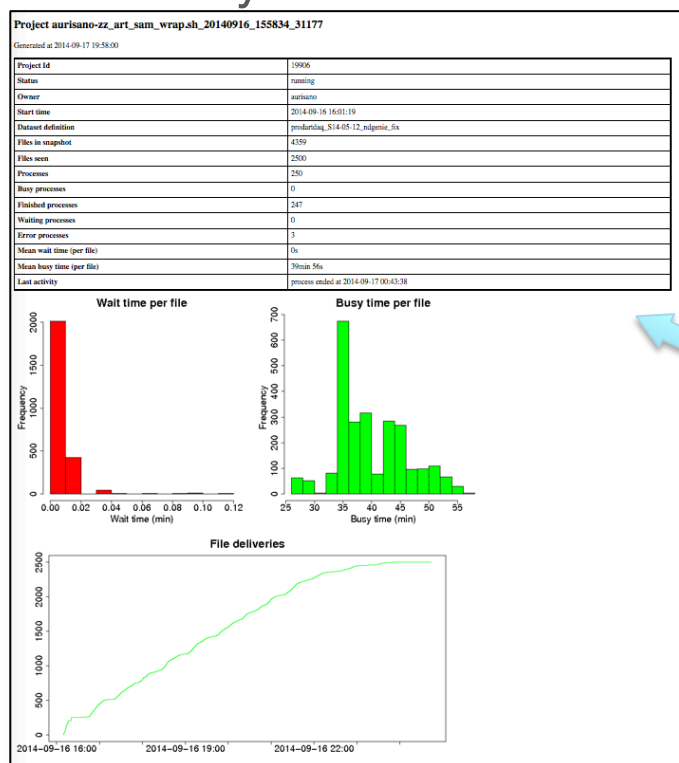 Project aurisano-zz_art_sam_wrap.sh_20140916_155834_31177
Generated at 2014-09-17 19:58:00
Project Id 19906
Status running
Owner aurisano
Start time 2014-09-16 16:01:19
Dataset definition prodartdaq_S14-05-12_ndgenie_fix
Files in snapshot 4359
Files seen 2500
Processes 250
Busy processes 0
Finished processes 247
Waiting processes 0
Error processes 3
Mean wait time (per file) 0s
Mean busy time (per file) 39min 56s
Last activity process ended at 2014-09-17 00:43:38
Wait time per file
Frequency
0 500 1000 1500 2000
0.00 0.02 0.04 0.06 0.08 0.10 0.12
Wait time (min)
Busy time per file
Frequency
0 100 200 300 400 500 600 700
25 30 35 40 45 50 55
Busy time (min)
File deliveries
0 500 1000 1500 2000 2500
2014-09-16 16:00 2014-09-16 19:00 2014-09-16 22:00